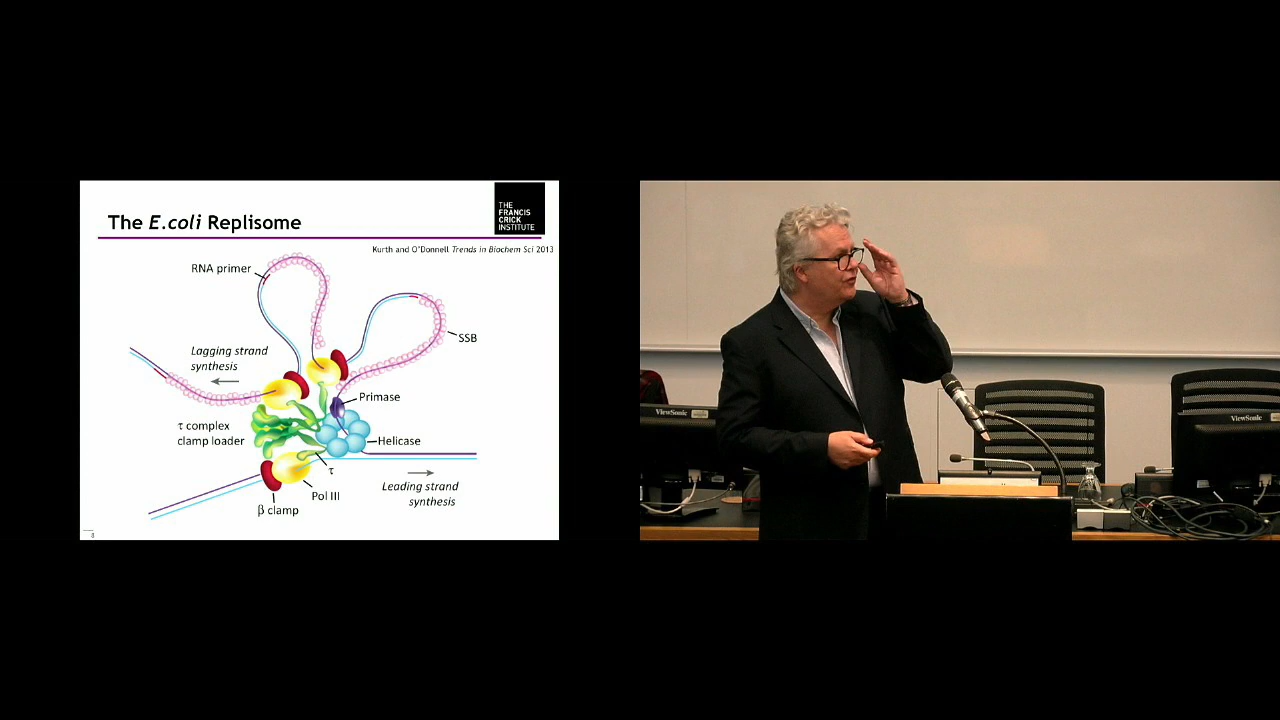 THE
FRANCIS
CRICK
INSTITUTE
The E.coli Replisome
Kurth and O'Donnell Trends in Biochem Sci 2013
RNA primer
SSB
Lagging strand
synthesis
Primase
τ complex
clamp loader
Helicase
τ
Leading strand
synthesis
Pol III
β clamp
8
ViewSonic
ViewSonic